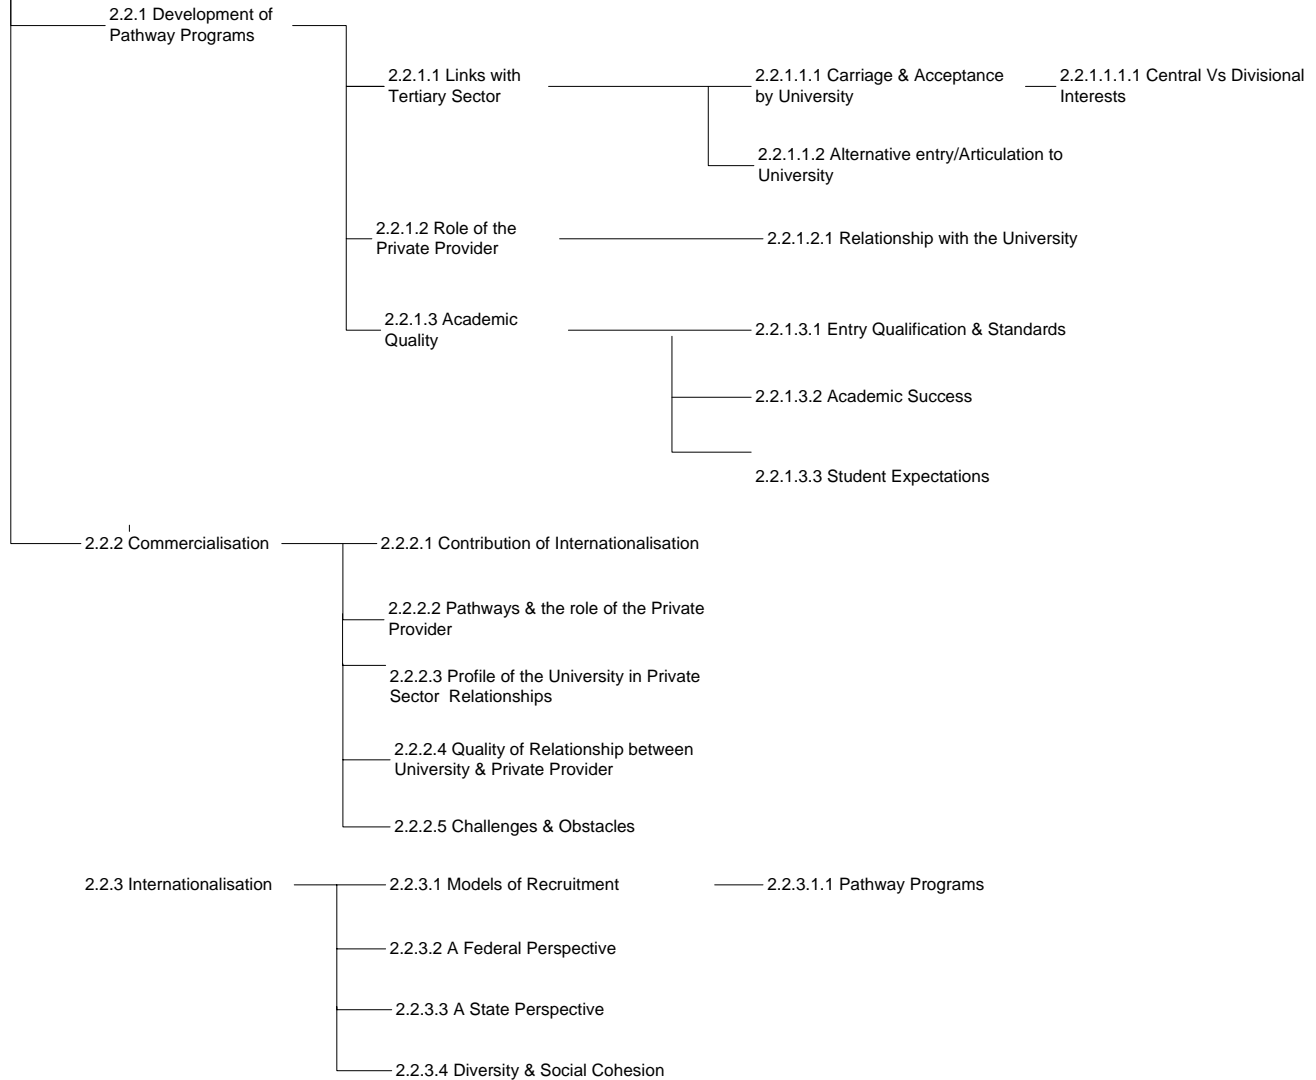 2.2.1 Development of
Pathway Programs
2.2.1.1 Links with
Tertiary Sector
2.2.1.1.1 Carriage & Acceptance
by University
2.2.1.1.1.1 Central Vs Divisional
Interests
2.2.1.1.2 Alternative entry/Articulation to
University
2.2.1.2 Role of the
Private Provider
2.2.1.2.1 Relationship with the University
2.2.1.3 Academic
Quality
2.2.1.3.1 Entry Qualification & Standards
2.2.1.3.2 Academic Success
2.2.1.3.3 Student Expectations
2.2.2 Commercialisation
2.2.2.1 Contribution of Internationalisation
2.2.2.2 Pathways & the role of the Private
Provider
2.2.2.3 Profile of the University in Private
Sector  Relationships
2.2.2.4 Quality of Relationship between
University & Private Provider
2.2.2.5 Challenges & Obstacles
2.2.3 Internationalisation
2.2.3.1 Models of Recruitment
2.2.3.1.1 Pathway Programs
2.2.3.2 A Federal Perspective
2.2.3.3 A State Perspective
2.2.3.4 Diversity & Social Cohesion